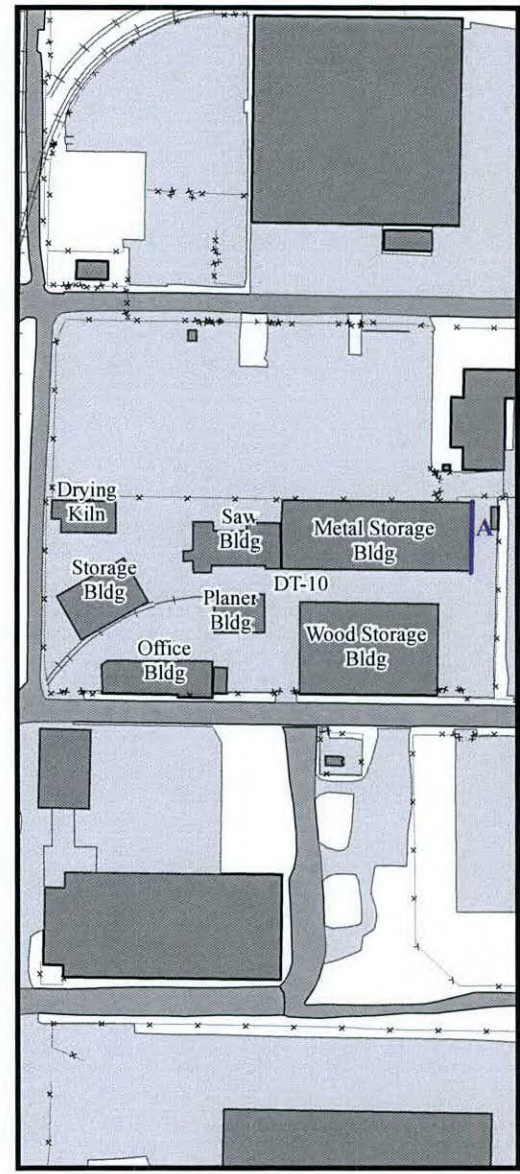 Drying
Kiln
Saw
Bldg
Metal Storage
Bldg
A
Storage
Bldg
DT-10
Planer
Bldg
Wood Storage
Bldg
Office
Bldg